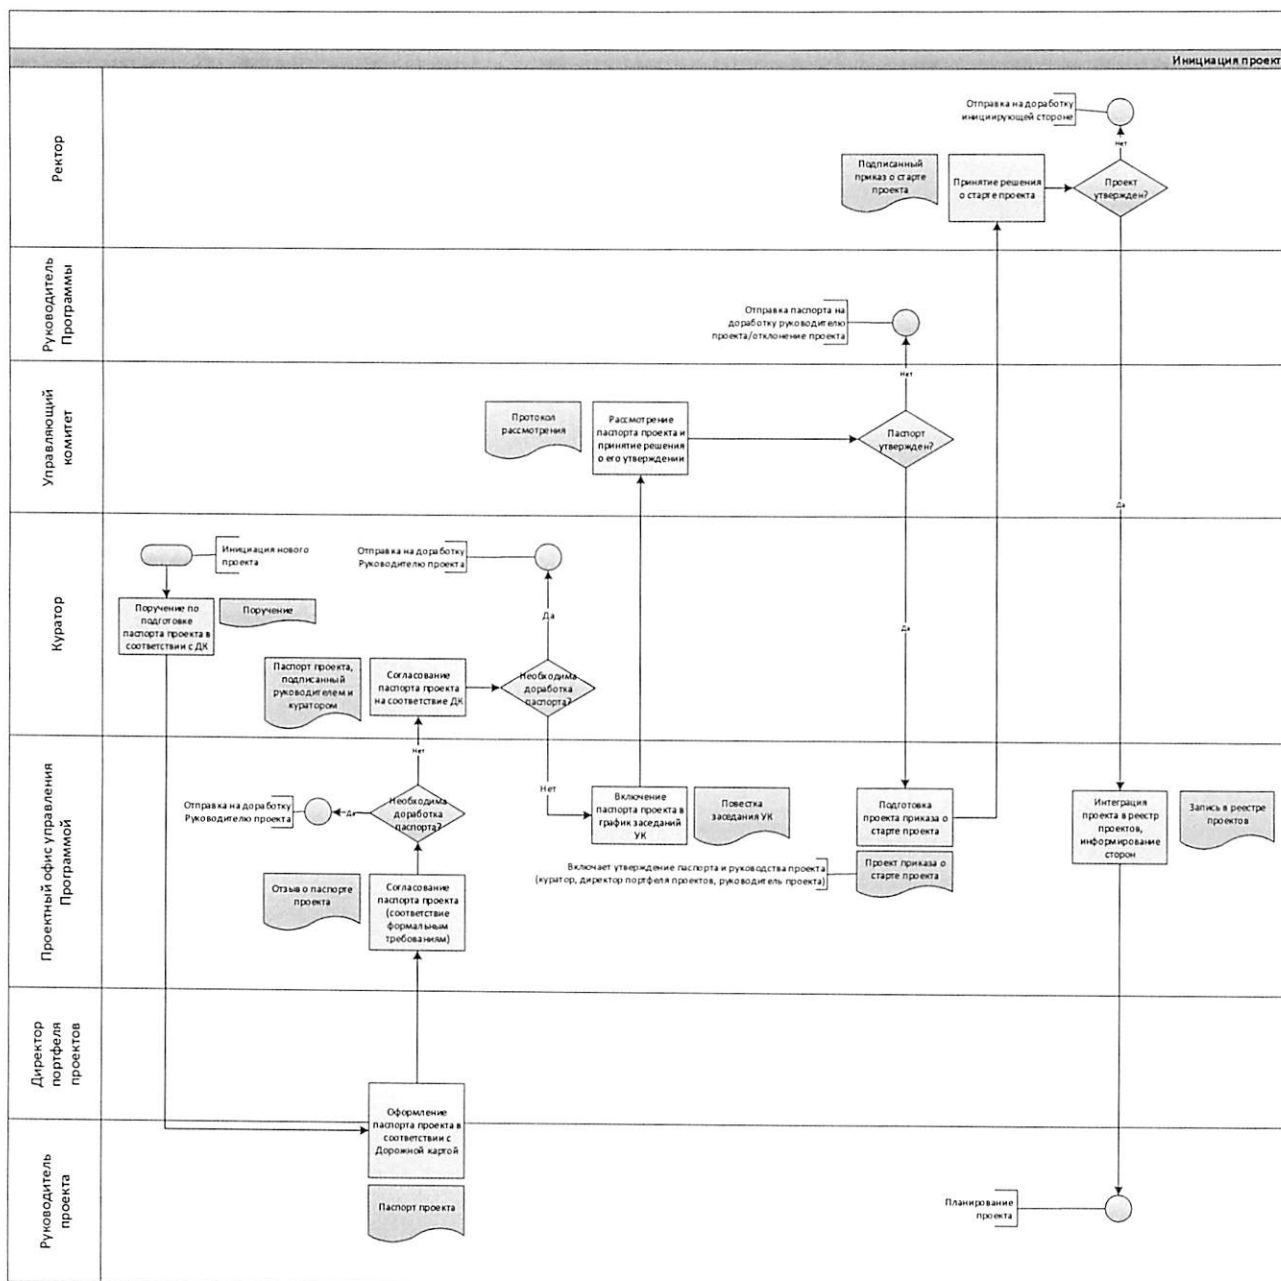 Инициация проект
Ректор
Отправка на доработку
инициирующей стороне
Нет
Подписанный
приказ о старте
проекта
Принятие решения
о старте проекта
Проект
утвержден?
Руководитель
Программы
Отправка паспорта на
доработку руководителю
проекта/отклонение проекта
Нет
Управляющий
комитет
Протокол
рассмотрения
Рассмотрение
паспорта проекта и
принятие решения
о его утверждении
Паспорт
утвержден?
Да
Куратор
Инициация нового
проекта
Отправка на доработку
Руководителю проекта
Поручение по
подготовке
паспорта проекта в
соответствии с ДК
Поручение
Да
Да
Паспорт проекта,
подписанный
руководителем и
куратором
Согласование
паспорта проекта
на соответствие ДК
Необходима
доработка
паспорта?
Проектный офис управления
Программой
Нет
Нет
Отправка на доработку
Руководителю проекта
Да
Необходима
доработка
паспорта?
Включение
паспорта проекта в
график заседаний
УК
Повестка
заседания УК
Подготовка
проекта приказа о
старте проекта
Интеграция
проекта в реестр
проектов,
информирование
сторон
Запись в реестре
проектов
Включает утверждение паспорта и руководства проекта
(куратор, директор портфеля проектов, руководитель проекта)
Проект приказа о
старте проекта
Отзыв о паспорте
проекта
Согласование
паспорта проекта
(соответствие
формальным
требованиям)
Директор
портфеля
проектов
Оформление
паспорта проекта в
соответствии с
Дорожной картой
Руководитель
проекта
Паспорт проекта
Планирование
проекта